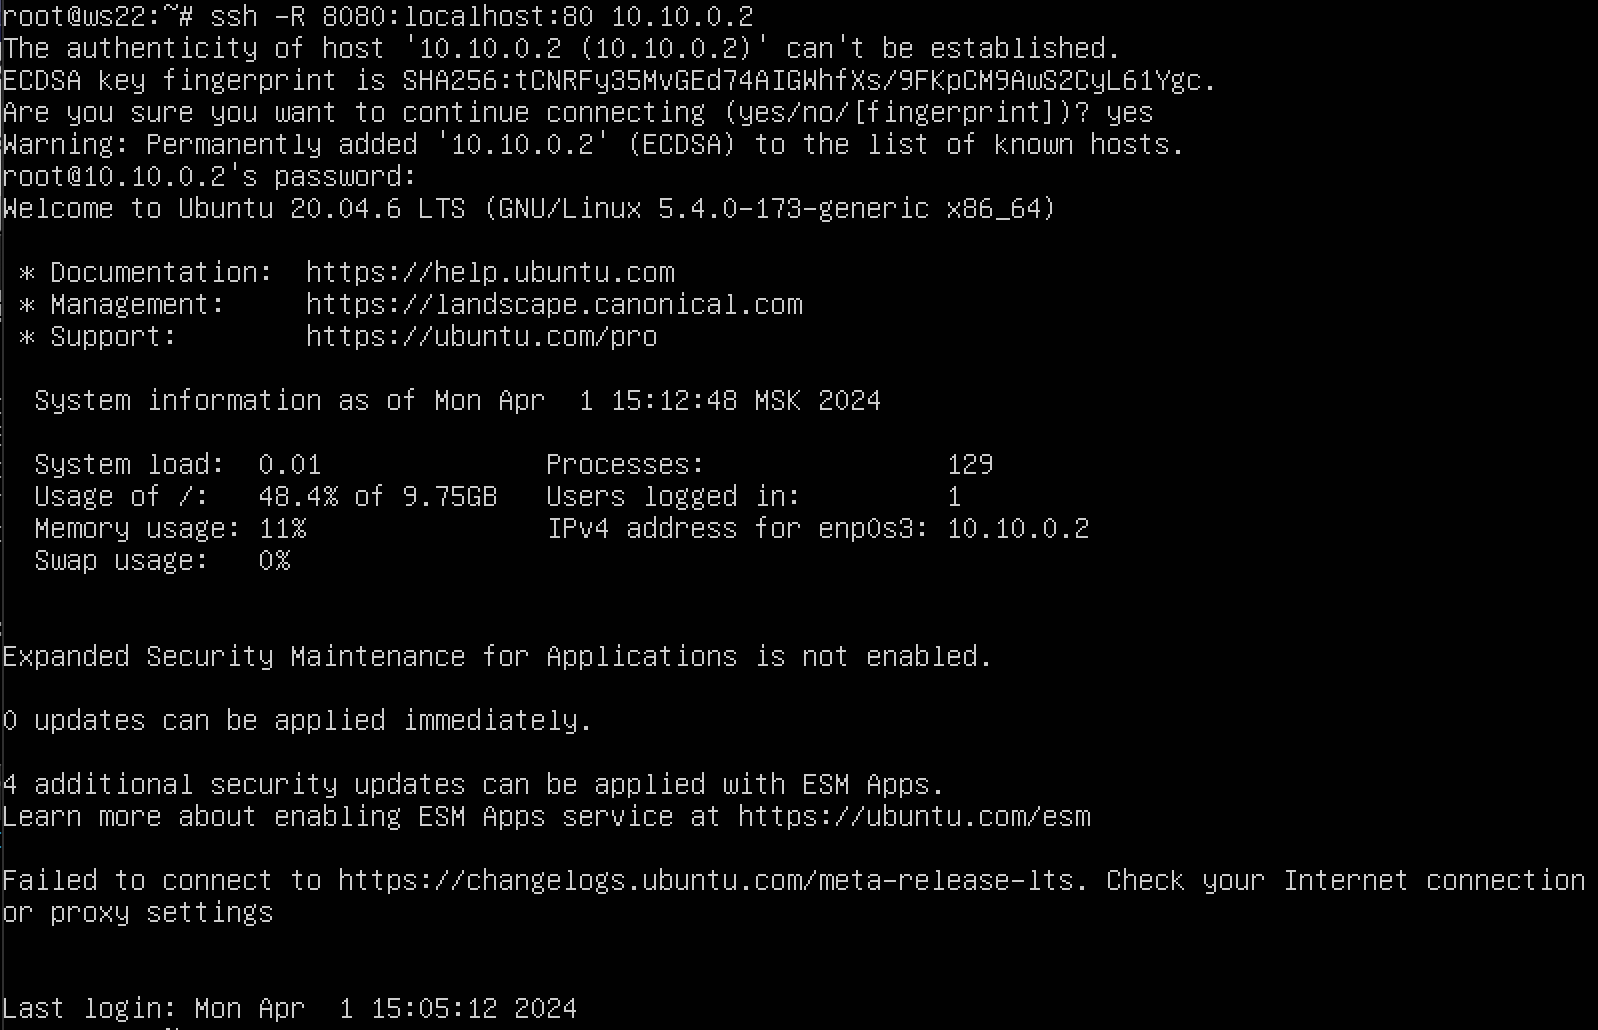 root@ws22:~# ssh -R 8080:localhost:80 10.10.0.2
The authenticity of host '10.10.0.2 (10.10.0.2)' can't be established.
ECDSA key fingerprint is SHA256:tCNRFy35MvGEd74AIGWhfXs/9FKpCM9AwS2CyL61Ygc.
Are you sure you want to continue connecting (yes/no/[fingerprint])? yes
Warning: Permanently added '10.10.0.2' (ECDSA) to the list of known hosts.
root@10.10.0.2's password:
Welcome to Ubuntu 20.04.6 LTS (GNU/Linux 5.4.0-173-generic x86_64)

 * Documentation:  https://help.ubuntu.com
 * Management:     https://landscape.canonical.com
 * Support:        https://ubuntu.com/pro

  System information as of Mon Apr  1 15:12:48 MSK 2024

  System load:  0.01              Processes:               129
  Usage of /:   48.4% of 9.75GB   Users logged in:         1
  Memory usage: 11%               IPv4 address for enp0s3: 10.10.0.2
  Swap usage:   0%

Expanded Security Maintenance for Applications is not enabled.

0 updates can be applied immediately.

4 additional security updates can be applied with ESM Apps.
Learn more about enabling ESM Apps service at https://ubuntu.com/esm

Failed to connect to https://changelogs.ubuntu.com/meta-release-lts. Check your Internet connection
or proxy settings

Last login: Mon Apr  1 15:05:12 2024